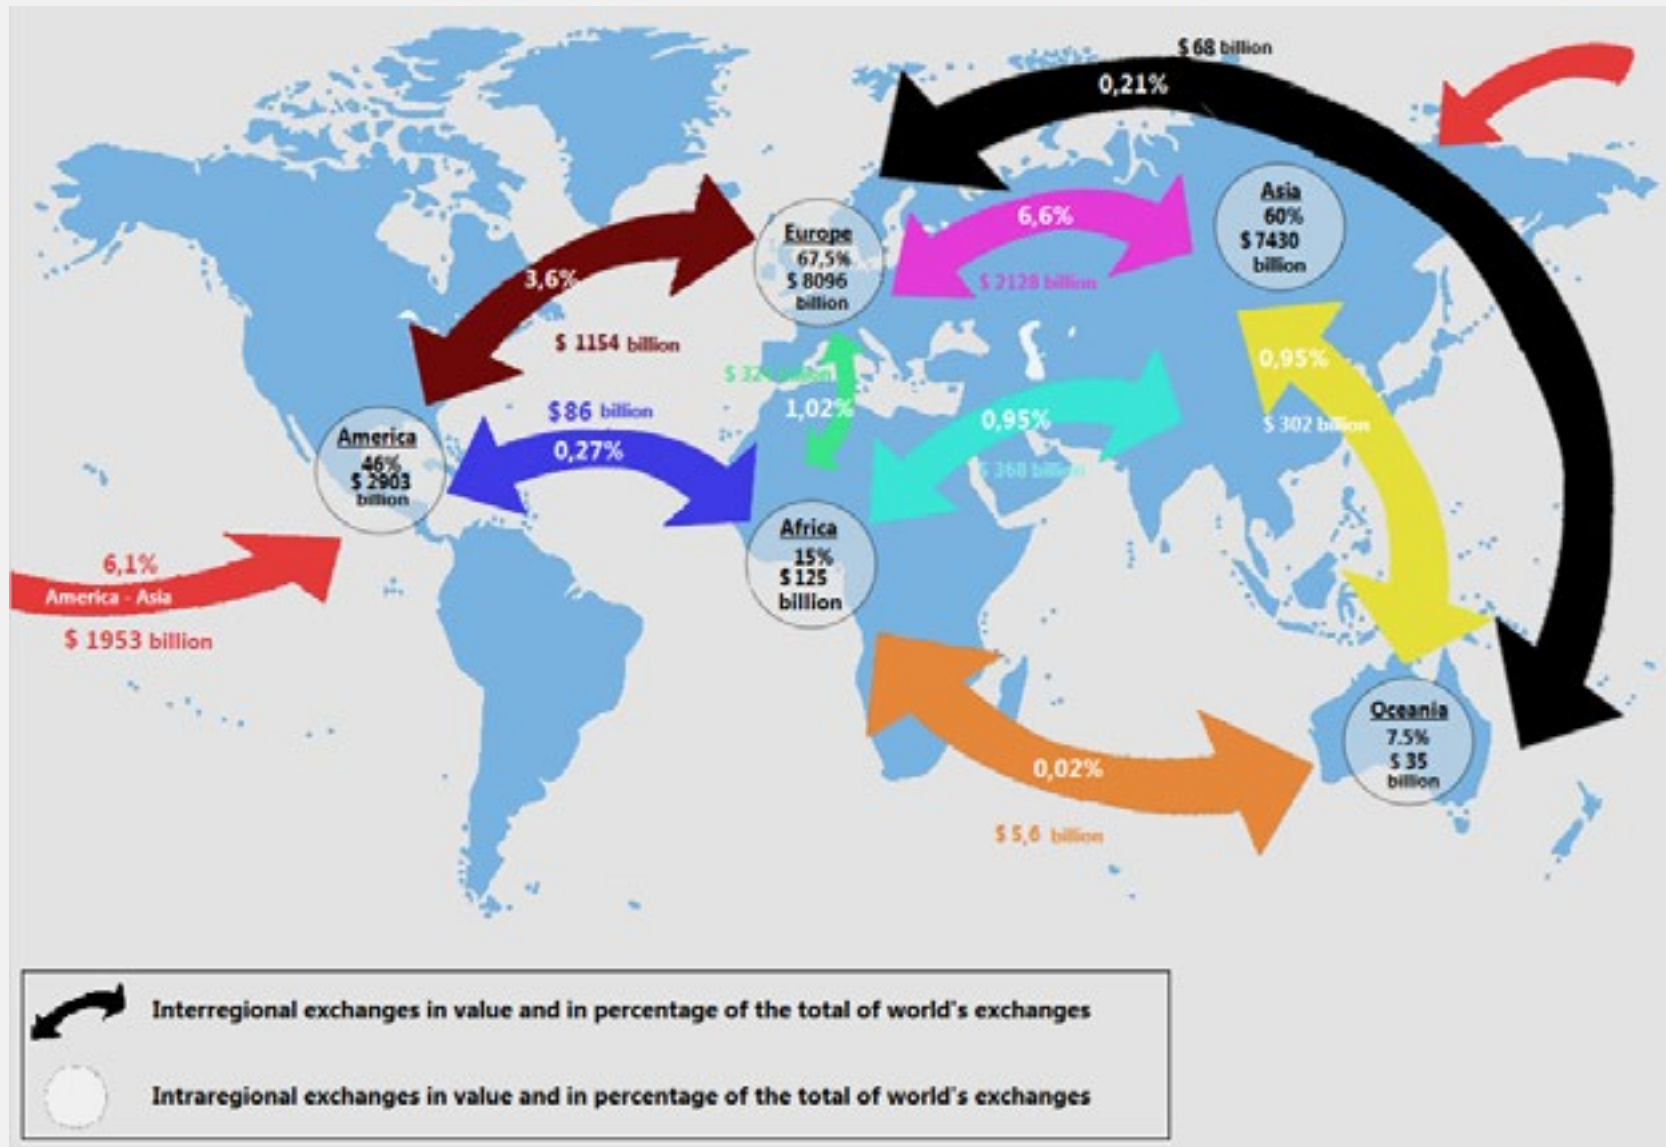 $ 68 billion
0,21%
Asia
60%
$ 7430
billion
6,6%
$ 2128 billion
Europe
67,5%
$ 8096
billion
3,6%
$ 1154 billion
1,02%
$86 billion
0,27%
0,95%
$ 368 billion
0,95%
$ 302 billion
America
46%
$ 2903
billion
Africa
15%
$ 125
billion
6,1%
America - Asia
$ 1953 billion
Oceania
7.5%
$ 35
billion
0,02%
$ 5,6 billion
Interregional exchanges in value and in percentage of the total of world's exchanges
Intraregional exchanges in value and in percentage of the total of world's exchanges